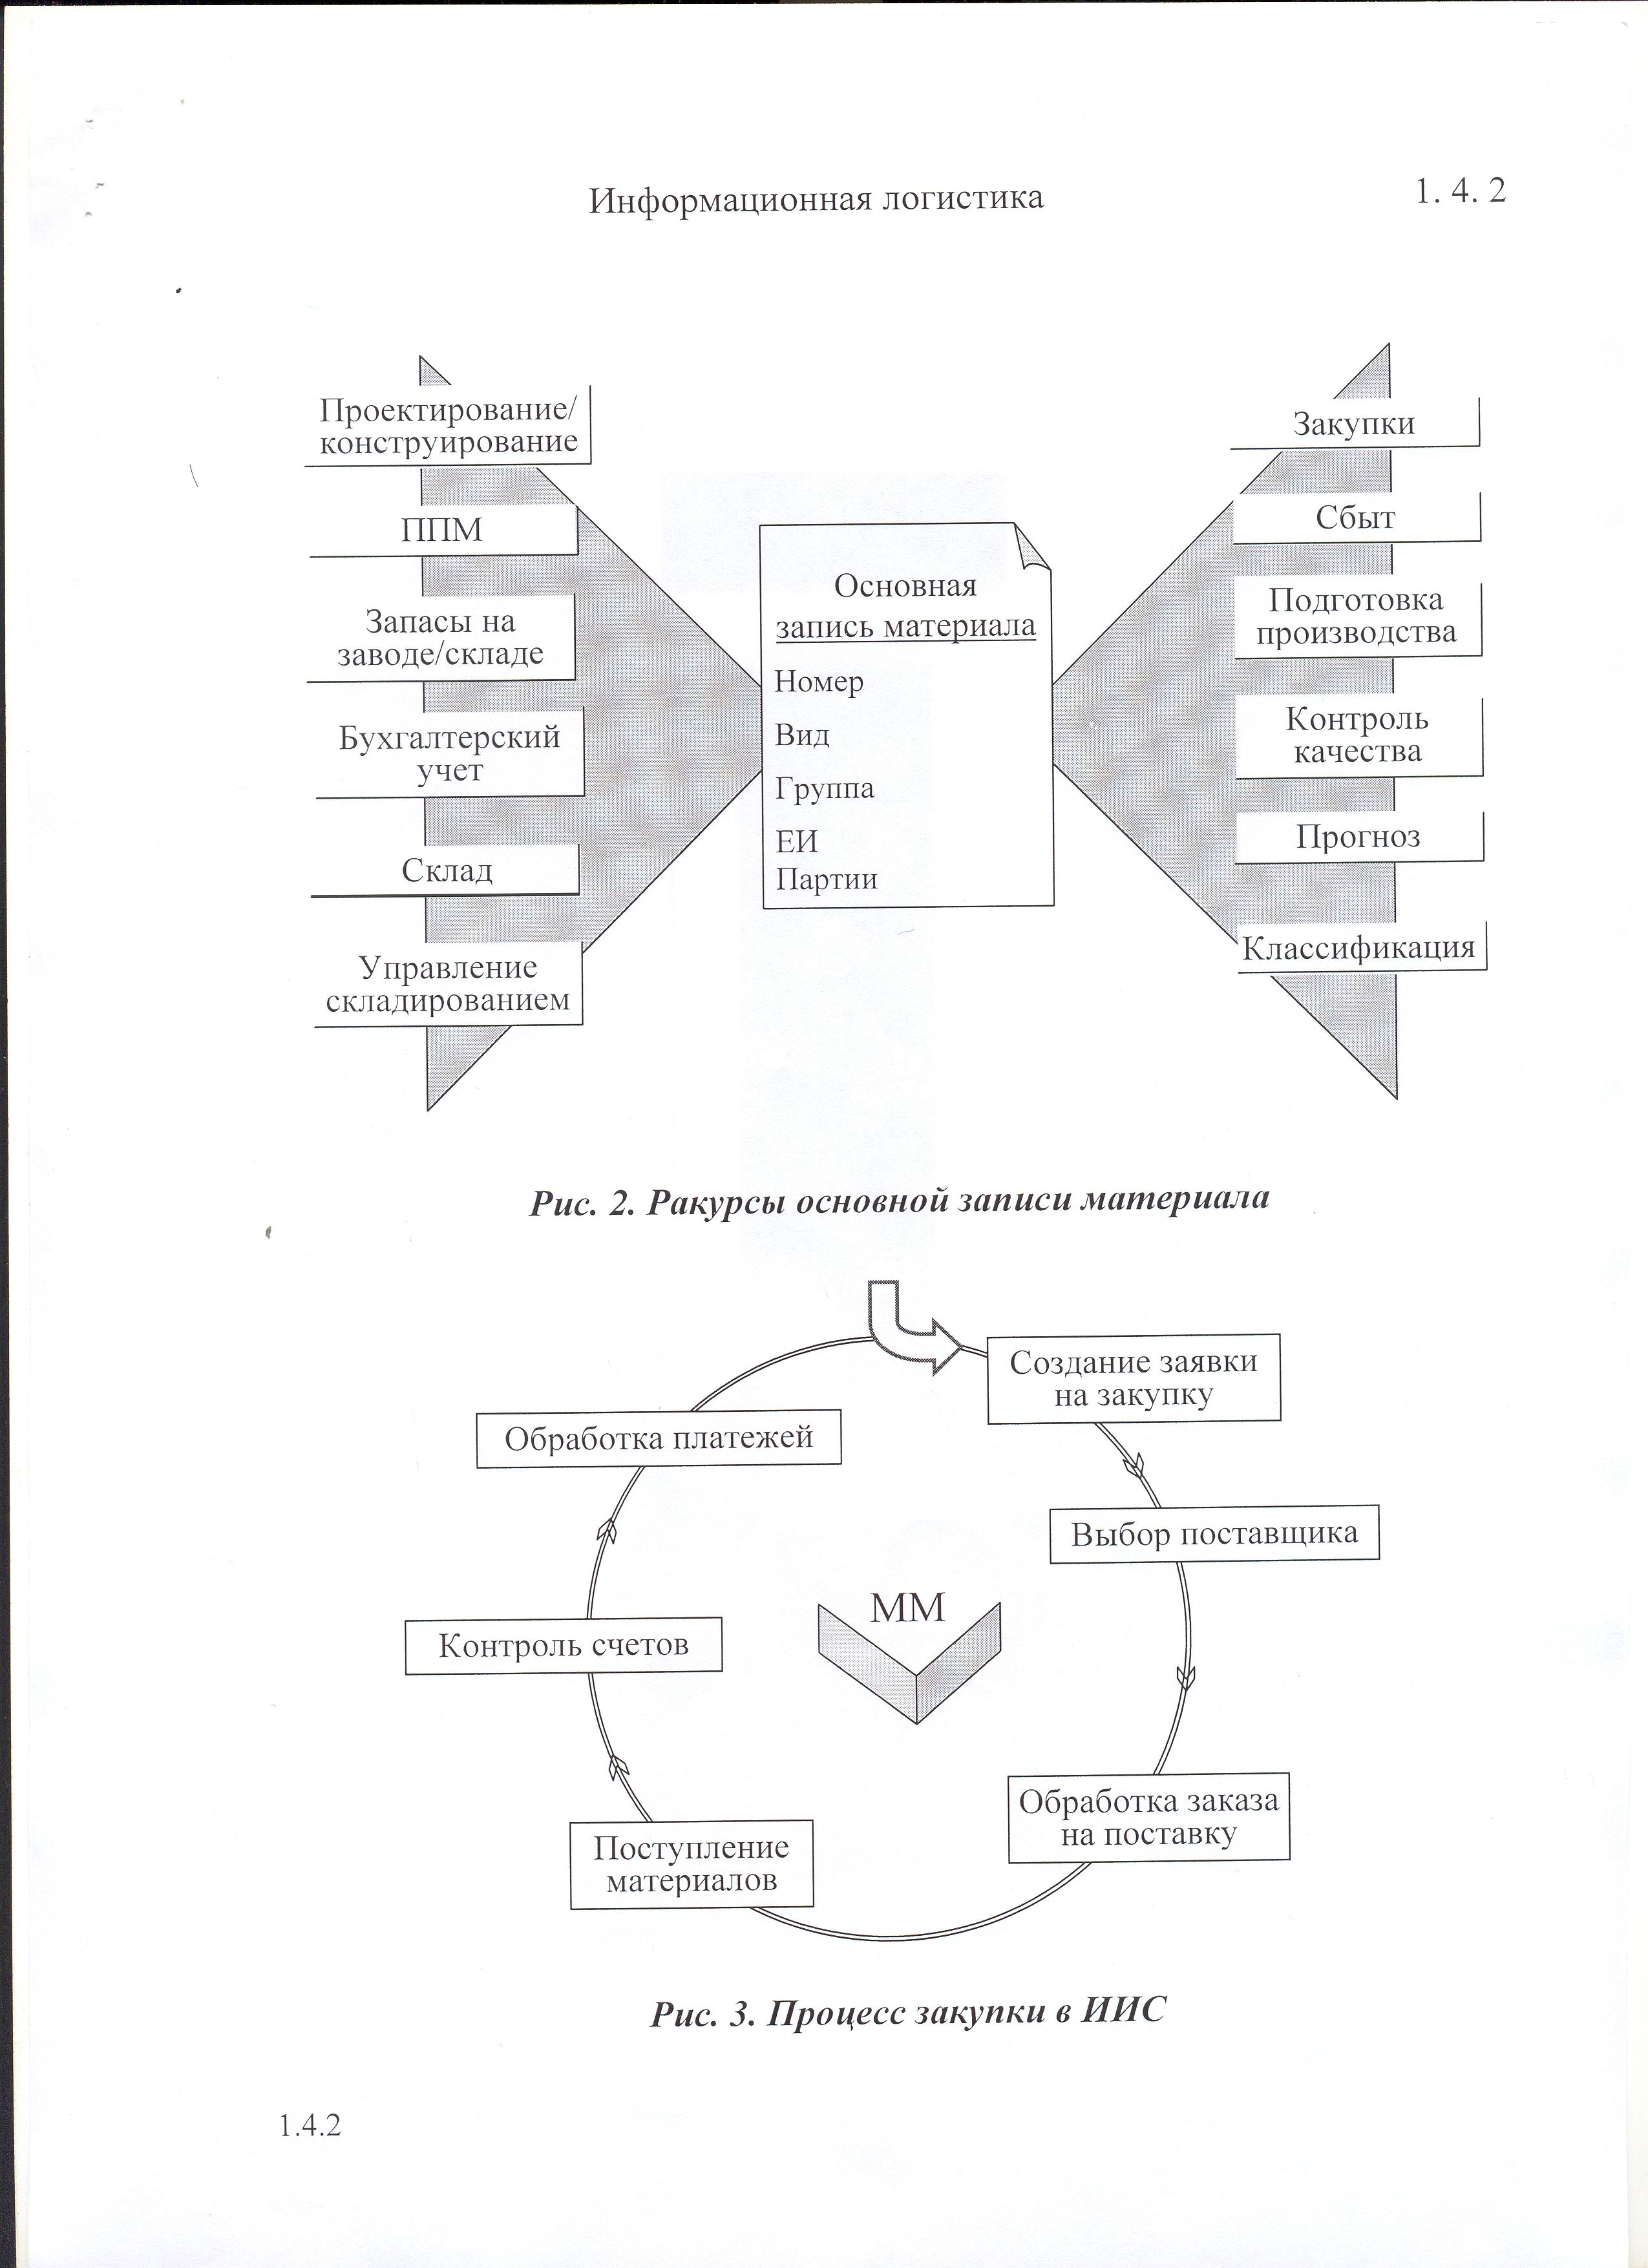 Информационная логистика
1. 4. 2
Проектирование/
конструирование
ППМ
Запасы на
заводе/складе
Бухгалтерский
учет
Склад
Управление
складированием
Основная
запись материала
Номер
Вид
Группа
ЕИ
Партии
Закупки
Сбыт
Подготовка
производства
Контроль
качества
Прогноз
Классификация
Рис. 2. Ракурсы основной записи материала
Создание заявки
на закупку
Выбор поставщика
Обработка заказа
на поставку
Поступление
материалов
Контроль счетов
Обработка платежей
ММ
Рис. 3. Процесс закупки в ИИС
1.4.2